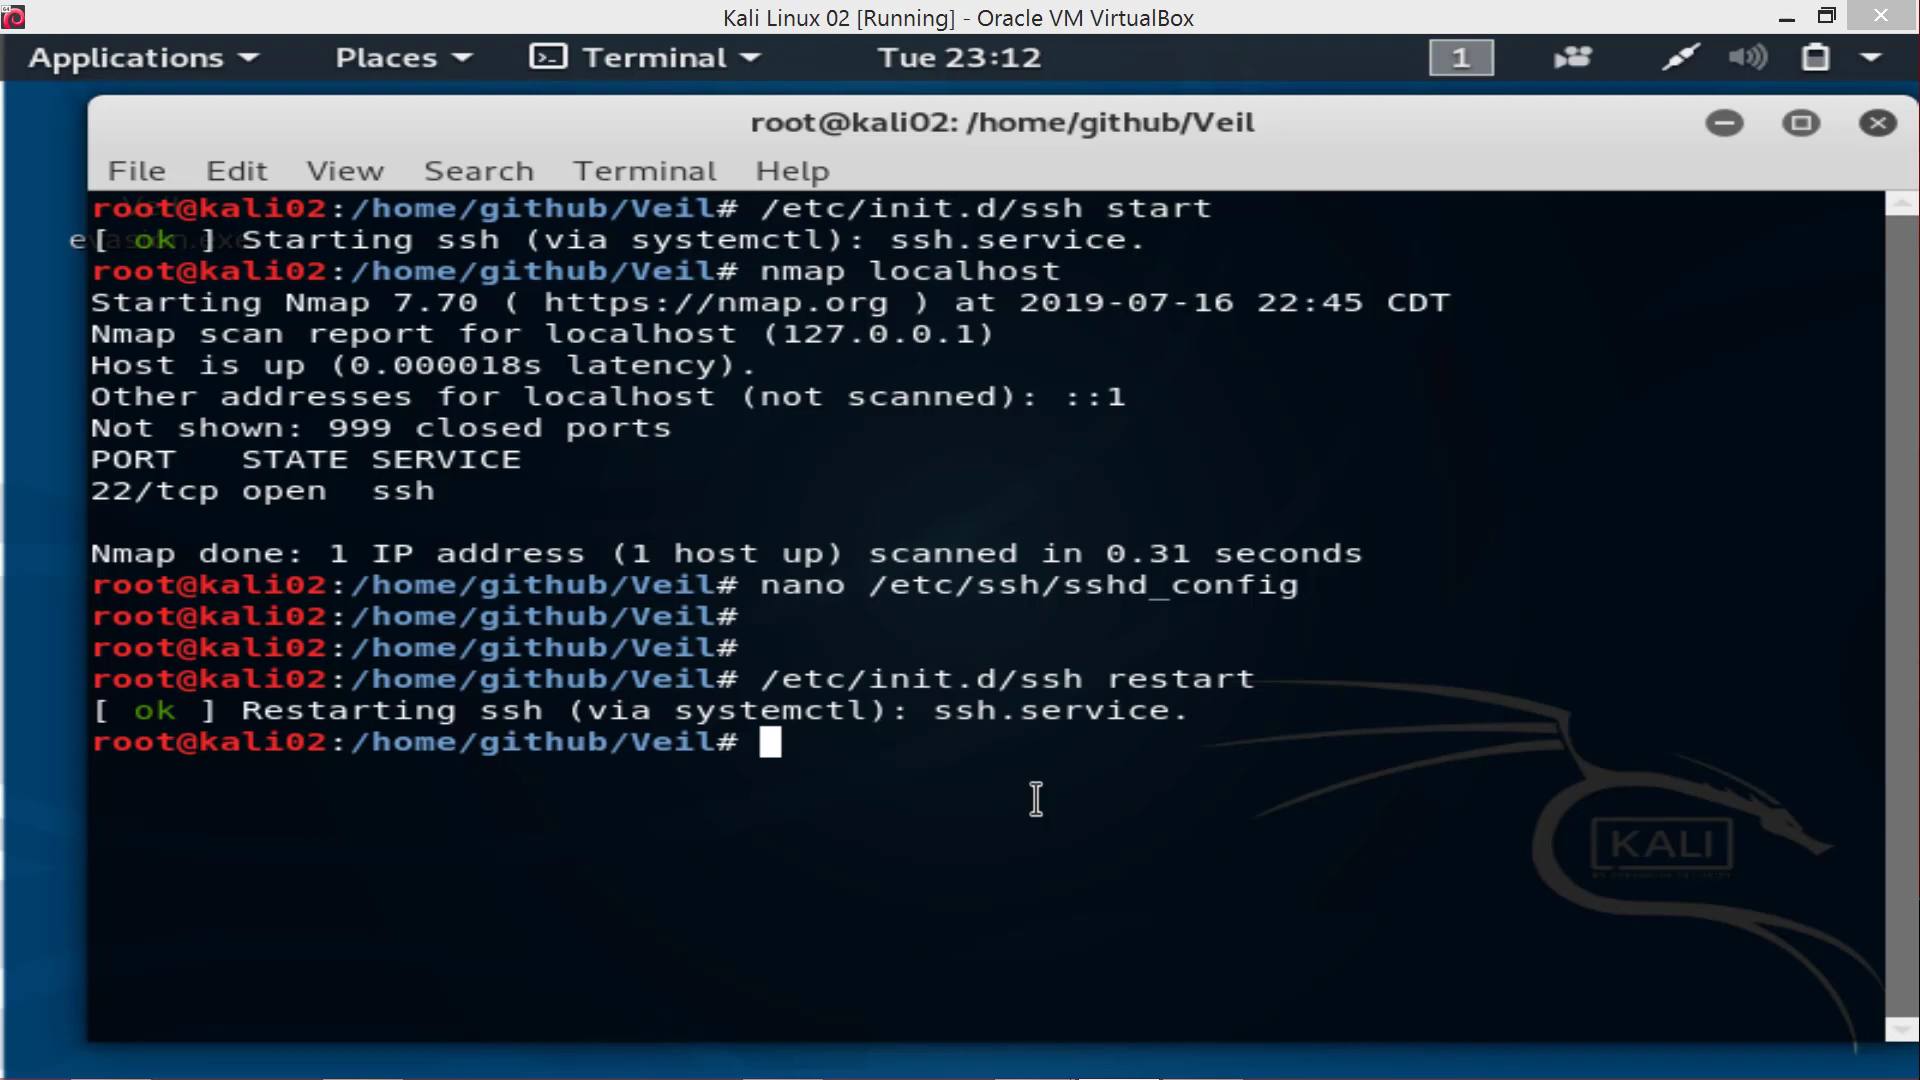 Kali Linux 02 [Running] - Oracle VM VirtualBox
Applications Places Terminal Tue 23:12 1
root@kali02: /home/github/Veil
File Edit View Search Terminal Help
root@kali02:/home/github/Veil# /etc/init.d/ssh start
[ ok ] Starting ssh (via systemctl): ssh.service.
root@kali02:/home/github/Veil# nmap localhost
Starting Nmap 7.70 ( https://nmap.org ) at 2019-07-16 22:45 CDT
Nmap scan report for localhost (127.0.0.1)
Host is up (0.000018s latency).
Other addresses for localhost (not scanned): ::1
Not shown: 999 closed ports
PORT   STATE SERVICE
22/tcp open  ssh
Nmap done: 1 IP address (1 host up) scanned in 0.31 seconds
root@kali02:/home/github/Veil# nano /etc/ssh/sshd_config
root@kali02:/home/github/Veil#
root@kali02:/home/github/Veil#
root@kali02:/home/github/Veil# /etc/init.d/ssh restart
[ ok ] Restarting ssh (via systemctl): ssh.service.
root@kali02:/home/github/Veil#
KALI